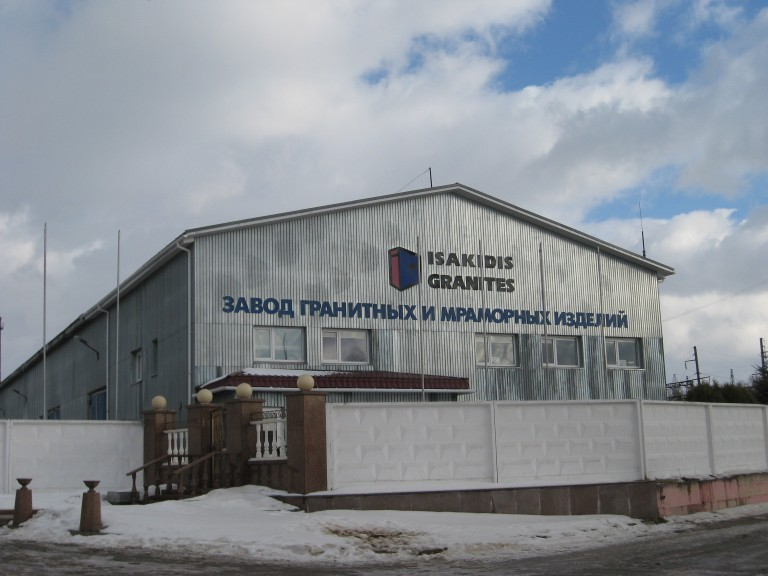 ISAKIDIS
GRANITES
ЗАВОД ГРАНИТНЫХ И МРАМОРНЫХ ИЗДЕЛИЙ